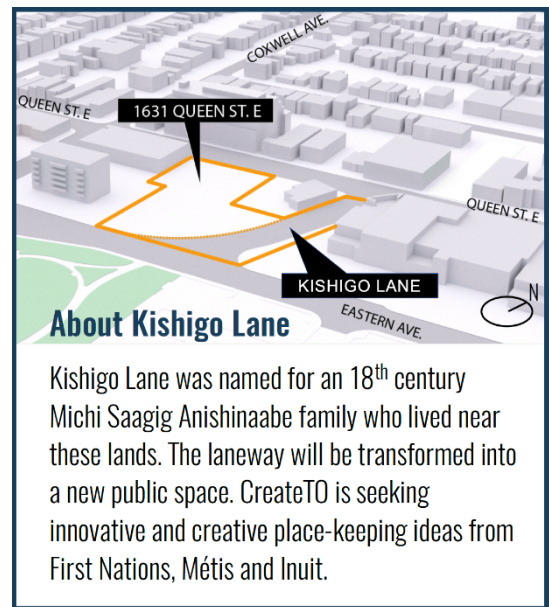 COXWELL AVE.
QUEEN ST. E
1631 QUEEN ST. E
QUEEN ST. E
KISHIGO LANE
N
EASTERN AVE.
About Kishigo Lane
Kishigo Lane was named for an 18th century
Michi Saagig Anishinaabe family who lived near
these lands. The laneway will be transformed into
a new public space. CreateTO is seeking
innovative and creative place-keeping ideas from
First Nations, Métis and Inuit.